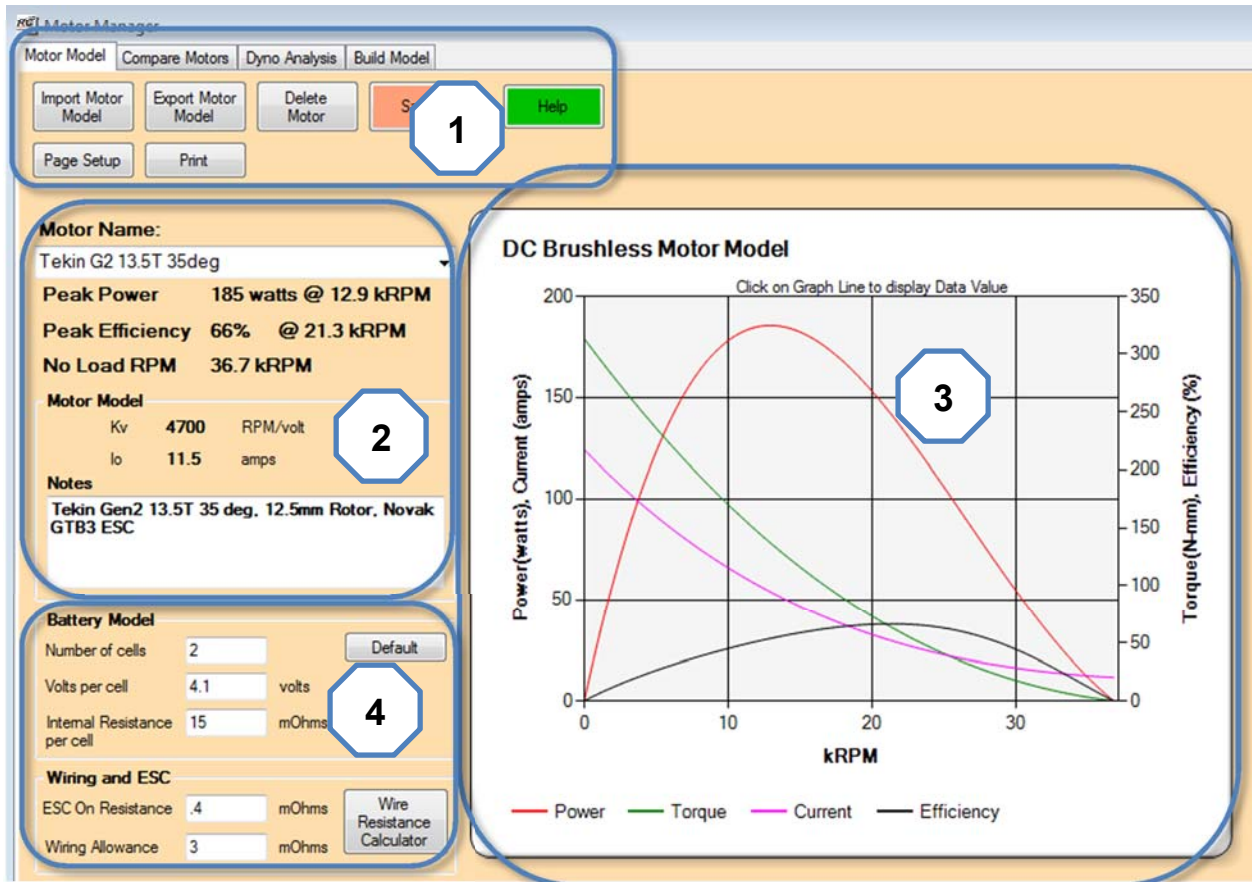 Motor Manager
Motor Model Compare Motors Dyno Analysis Build Model
Import Motor Model Export Motor Model Delete Motor Help
Page Setup Print
1
Motor Name:
Tekin G2 13.5T 35deg
Peak Power 185 watts @ 12.9 kRPM
Peak Efficiency 66% @ 21.3 kRPM
No Load RPM 36.7 kRPM
Motor Model
Kv 4700 RPM/volt
Io 11.5 amps
2
Notes
Tekin Gen2 13.5T 35 deg, 12.5mm Rotor, Novak
GTB3 ESC
Battery Model
Number of cells 2 Default
Volts per cell 4.1 volts
Internal Resistance per cell 15 mOhms
4
Wiring and ESC
ESC On Resistance .4 mOhms
Wiring Allowance 3 mOhms
Wire Resistance Calculator
DC Brushless Motor Model
Click on Graph Line to display Data Value
Power(watts), Current (amps)
200
150
100
50
0
3
350
300
250
200
150
100
50
0
Torque(N-mm), Efficiency (%)
0 10 20 30
kRPM
Power Torque Current Efficiency